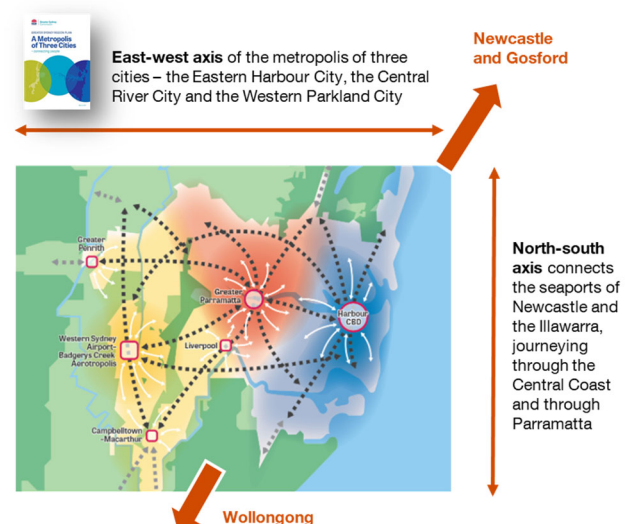 A Metropolis
of Three Cities
East-west axis of the metropolis of three
cities – the Eastern Harbour City, the Central
River City and the Western Parkland City
Newcastle
and Gosford
North-south
axis connects
the seaports of
Newcastle and
the Illawarra,
journeying
through the
Central Coast
and through
Parramatta
Greater
Penrith
Greater
Parramatta
Harbour
CBD
Western Sydney
Airport-
Badgerys Creek
Aerotropolis
Liverpool
Campbelltown
-Macarthur
Wollongong